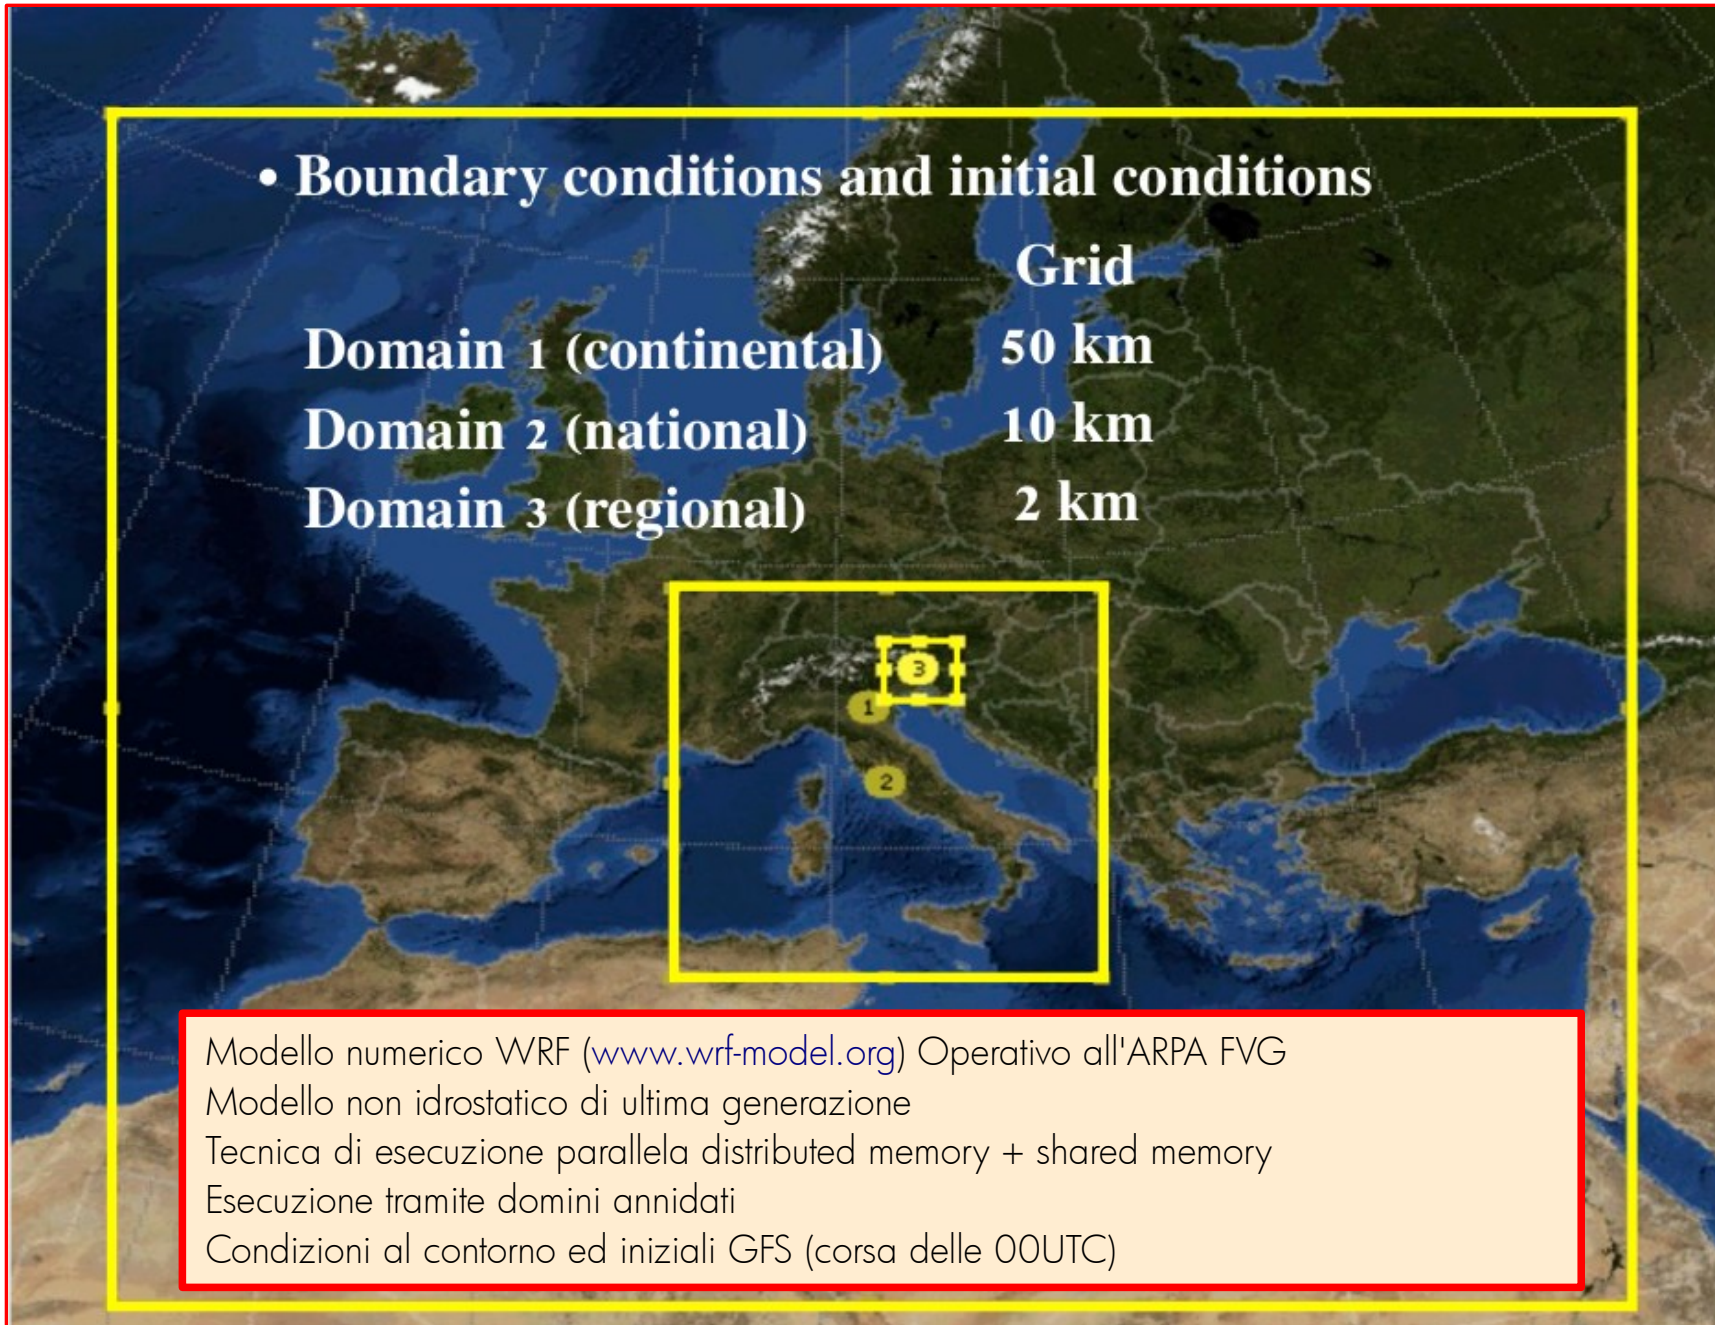 • Boundary conditions and initial conditions
Grid
Domain 1 (continental) 50 km
Domain 2 (national) 10 km
Domain 3 (regional) 2 km
3
1
2
Modello numerico WRF (www.wrf-model.org) Operativo all'ARPA FVG
Modello non idrostatico di ultima generazione
Tecnica di esecuzione parallela distributed memory + shared memory
Esecuzione tramite domini annidati
Condizioni al contorno ed iniziali GFS (corsa delle 00UTC)